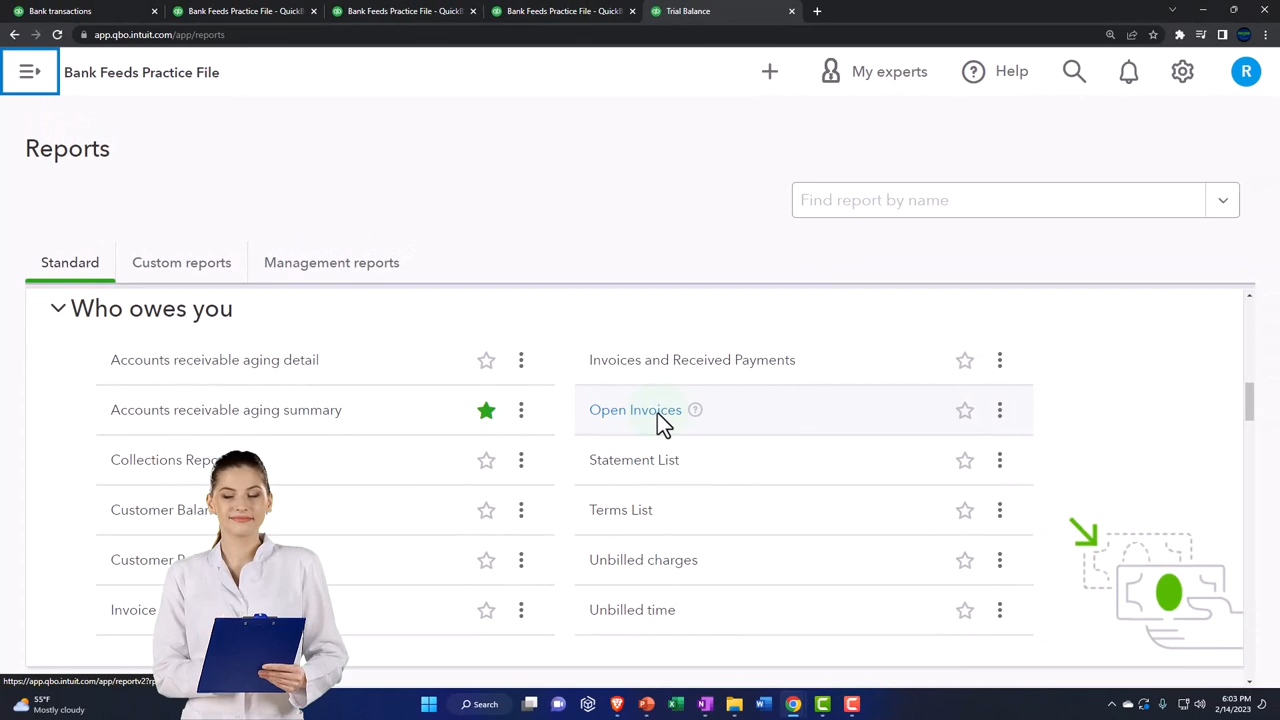 Bank transactions
Bank Feeds Practice File - QuickB
Bank Feeds Practice File - QuickB
Bank Feeds Practice File - QuickB
Trial Balance
app.qbo.intuit.com/app/reports
Bank Feeds Practice File
My experts
Help
R
Reports
Find report by name
Standard
Custom reports
Management reports
Who owes you
Accounts receivable aging detail
Invoices and Received Payments
Accounts receivable aging summary
Open Invoices
Collections Repo
Statement List
Customer Balan
Terms List
Customer
Unbilled charges
Invoice
Unbilled time
https://app.qbo.intuit.com/app/reportv2?r
55°F
Mostly cloudy
Search
6:03 PM
2/14/2023